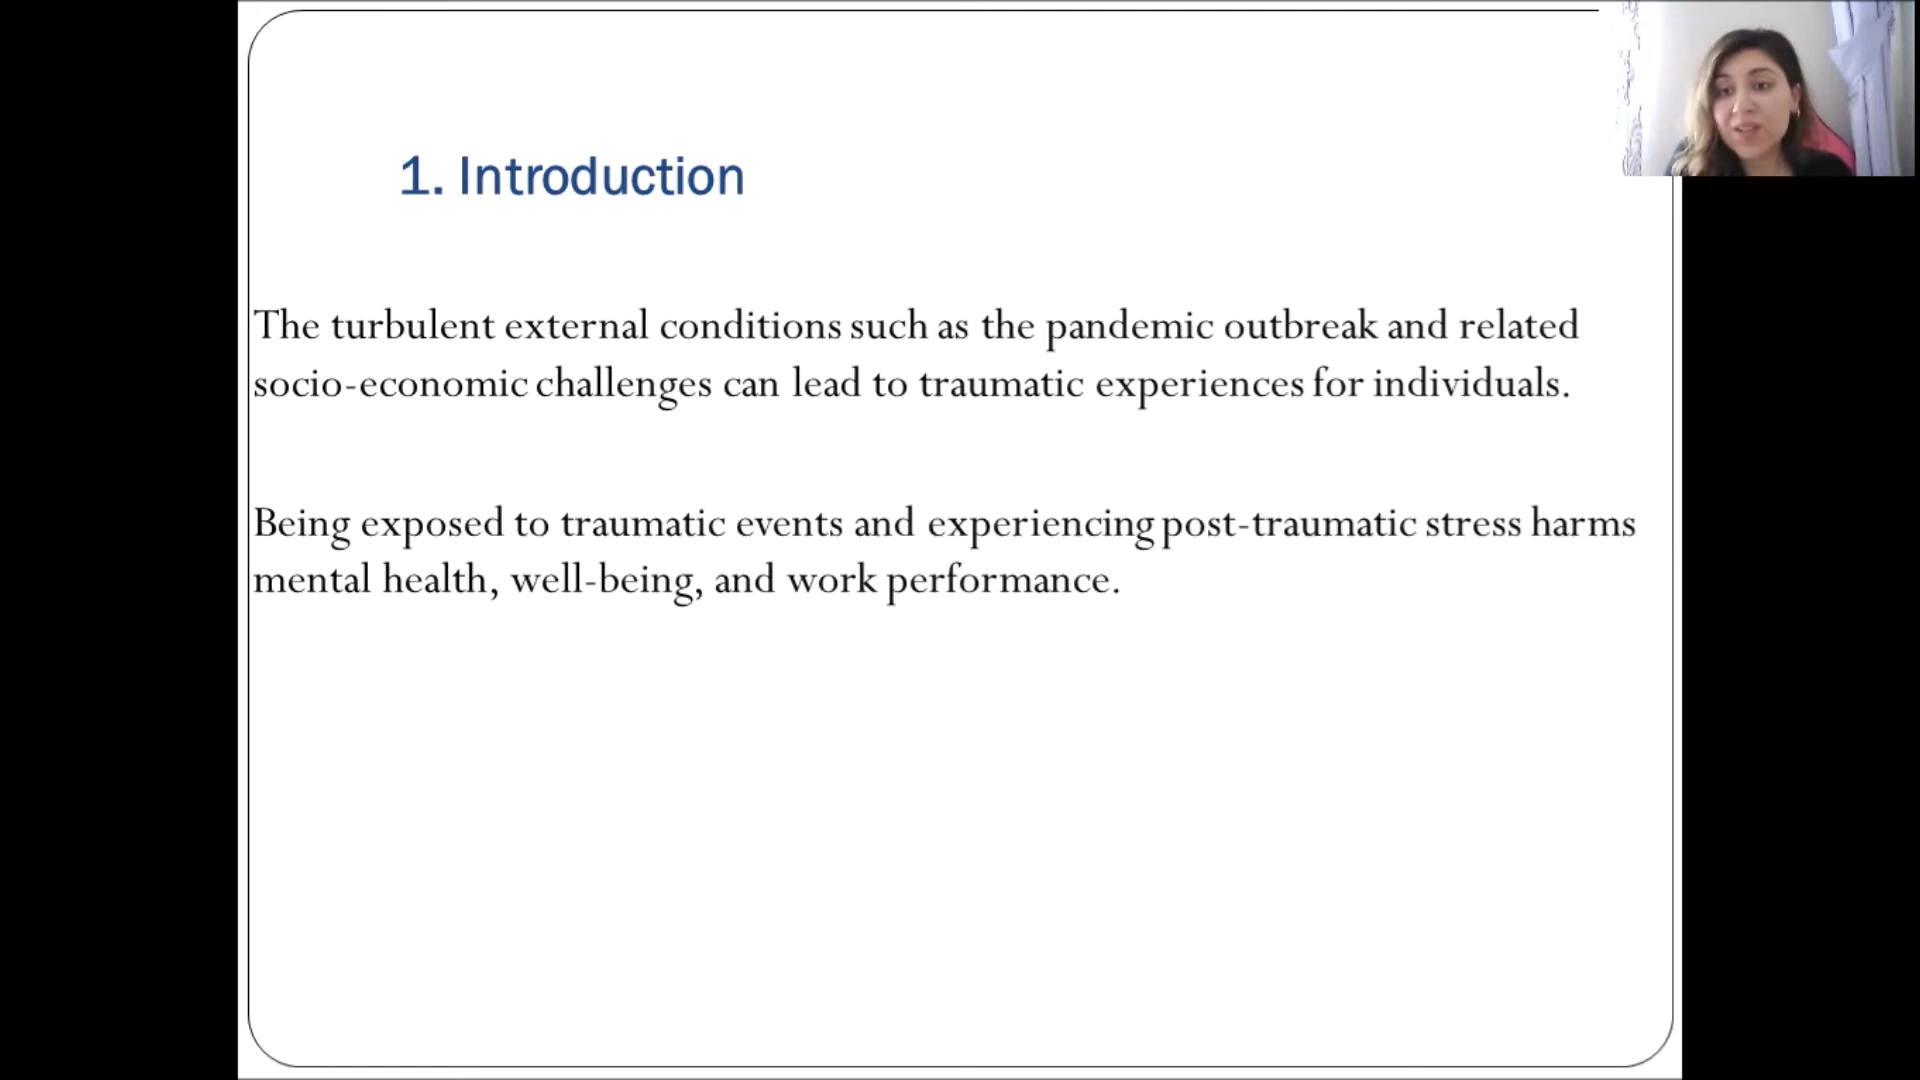 1. Introduction
The turbulent external conditions such as the pandemic outbreak and related
socio-economic challenges can lead to traumatic experiences for individuals.
Being exposed to traumatic events and experiencing post-traumatic stress harms
mental health, well-being, and work performance.